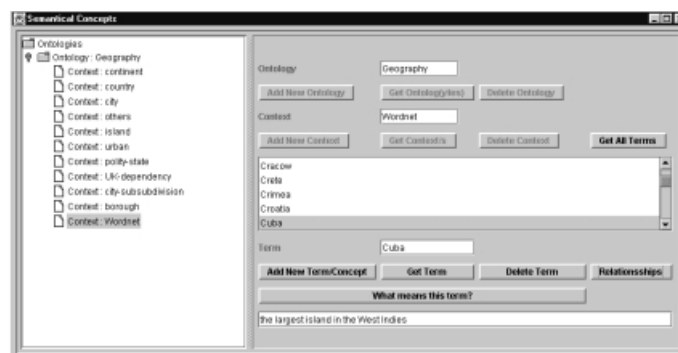 Semantical Concepts
Ontologies
Ontology: Geography
Context: continent
Context: country
Context: city
Context: others
Context: island
Context: urban
Context: polity-state
Context: UK-dependency
Context: city-subsubdivision
Context: borough
Context: Wordnet
Ontology Geography
Add New Ontology Get Ontolog(y/ies) Delete Ontology
Context Wordnet
Add New Context Get Context/s Delete Context Get All Terms
Cracow
Crete
Crimea
Croatia
Cuba
Term Cuba
Add New Term/Concept Get Term Delete Term Relationsships
What means this term?
the largest island in the West Indies